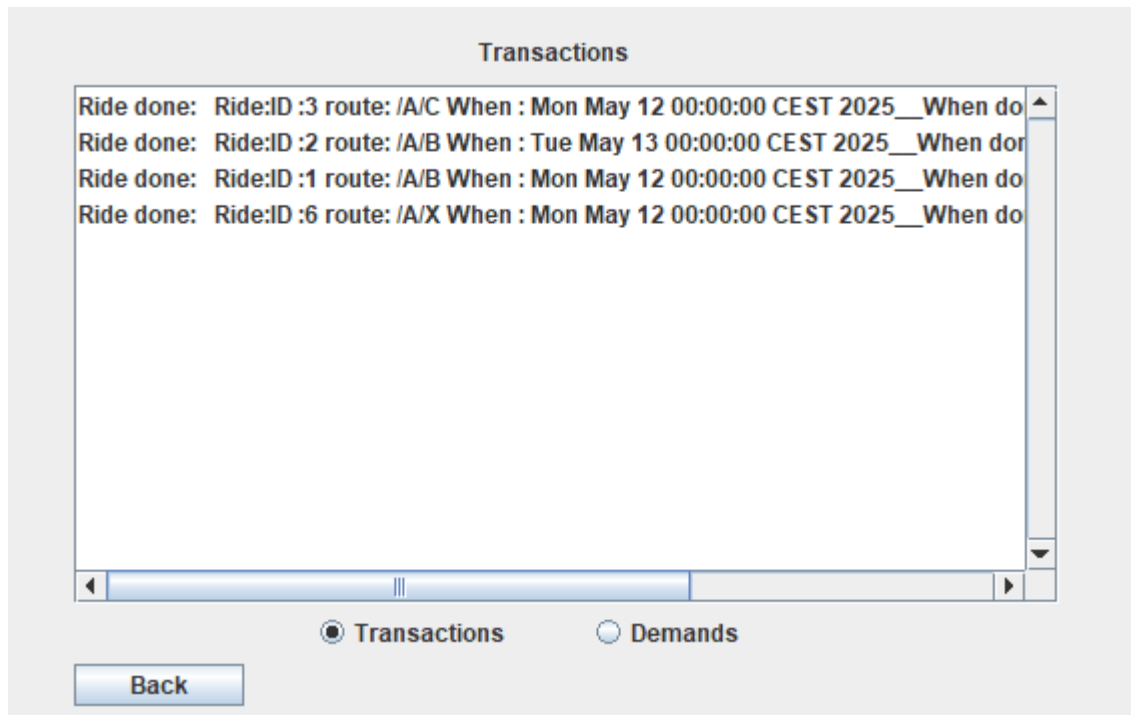 Transactions
Ride done: Ride:ID :3 route: /A/C When : Mon May 12 00:00:00 CEST 2025__When do
Ride done: Ride:ID :2 route: /A/B When : Tue May 13 00:00:00 CEST 2025__When dor
Ride done: Ride:ID :1 route: /A/B When : Mon May 12 00:00:00 CEST 2025__When do
Ride done: Ride:ID :6 route: /A/X When : Mon May 12 00:00:00 CEST 2025__When do
Transactions Demands
Back